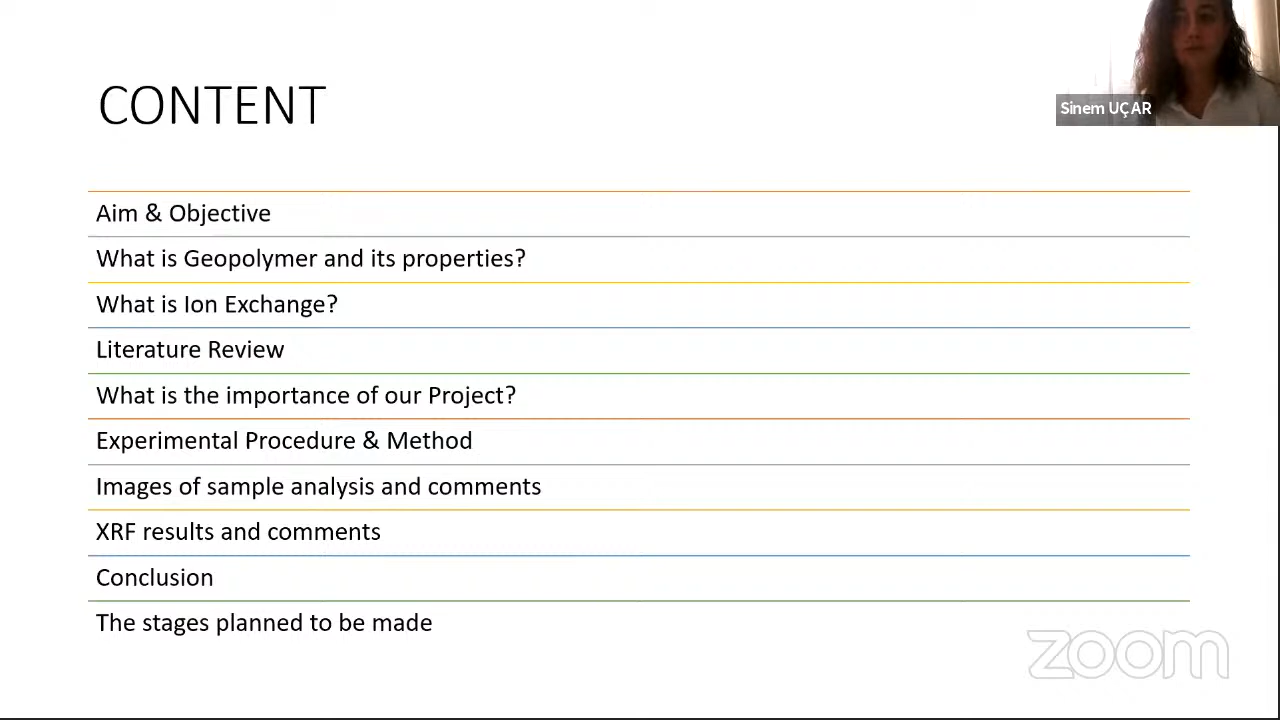 CONTENT
Sinem UÇAR
Aim & Objective
What is Geopolymer and its properties?
What is Ion Exchange?
Literature Review
What is the importance of our Project?
Experimental Procedure & Method
Images of sample analysis and comments
XRF results and comments
Conclusion
The stages planned to be made
zoom